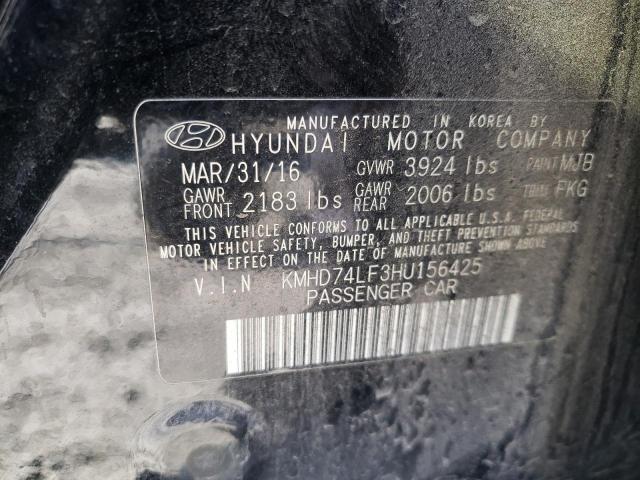 MANUFACTURED IN KOREA BY
HYUNDAI MOTOR COMPANY
MAR/31/16 GVWR 3924 lbs PAINT MJB
GAWR FRONT 2183 lbs GAWR REAR 2006 lbs TRIM FKG
THIS VEHICLE CONFORMS TO ALL APPLICABLE U.S.A. FEDERAL
MOTOR VEHICLE SAFETY, BUMPER, AND THEFT PREVENTION STANDARDS
IN EFFECT ON THE DATE OF MANUFACTURE SHOWN ABOVE.
V.I.N KMHD74LF3HU156425
PASSENGER CAR